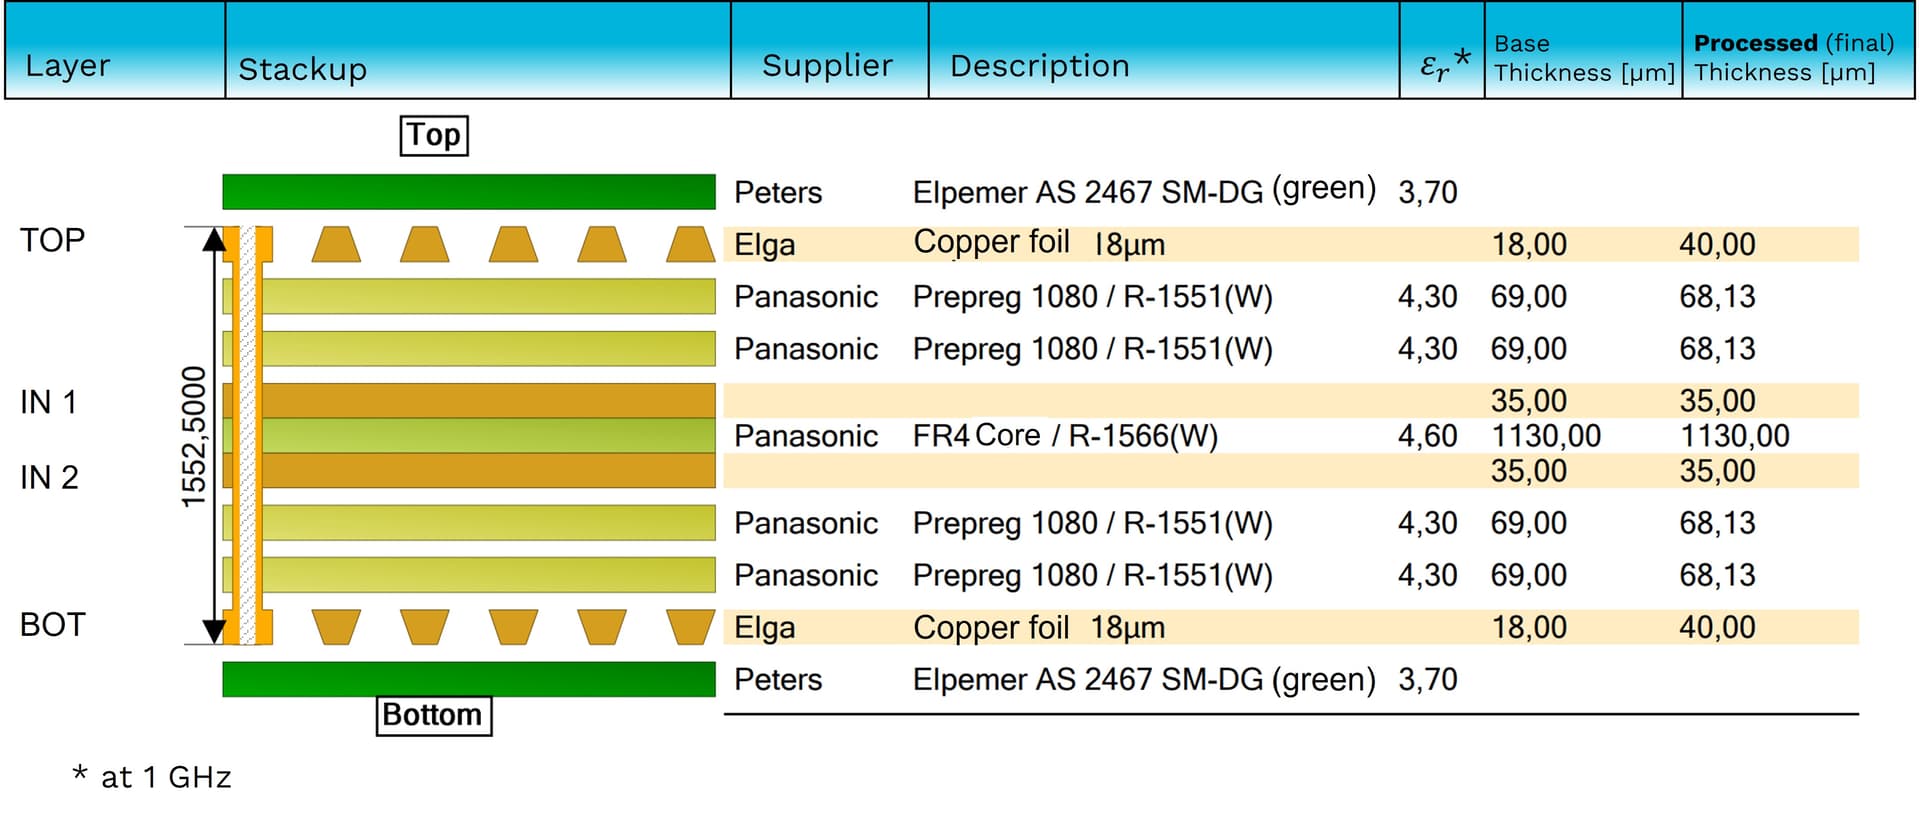 Layer Stackup Supplier Description εr* Base Thickness [µm] Processed (final) Thickness [µm]
Top
Peters Elpemer AS 2467 SM-DG (green) 3,70
TOP Elga Copper foil 18µm 18,00 40,00
Panasonic Prepreg 1080 / R-1551(W) 4,30 69,00 68,13
Panasonic Prepreg 1080 / R-1551(W) 4,30 69,00 68,13
IN 1 35,00 35,00
1552,5000
Panasonic FR4 Core / R-1566(W) 4,60 1130,00 1130,00
IN 2 35,00 35,00
Panasonic Prepreg 1080 / R-1551(W) 4,30 69,00 68,13
Panasonic Prepreg 1080 / R-1551(W) 4,30 69,00 68,13
BOT Elga Copper foil 18µm 18,00 40,00
Peters Elpemer AS 2467 SM-DG (green) 3,70
Bottom
* at 1 GHz